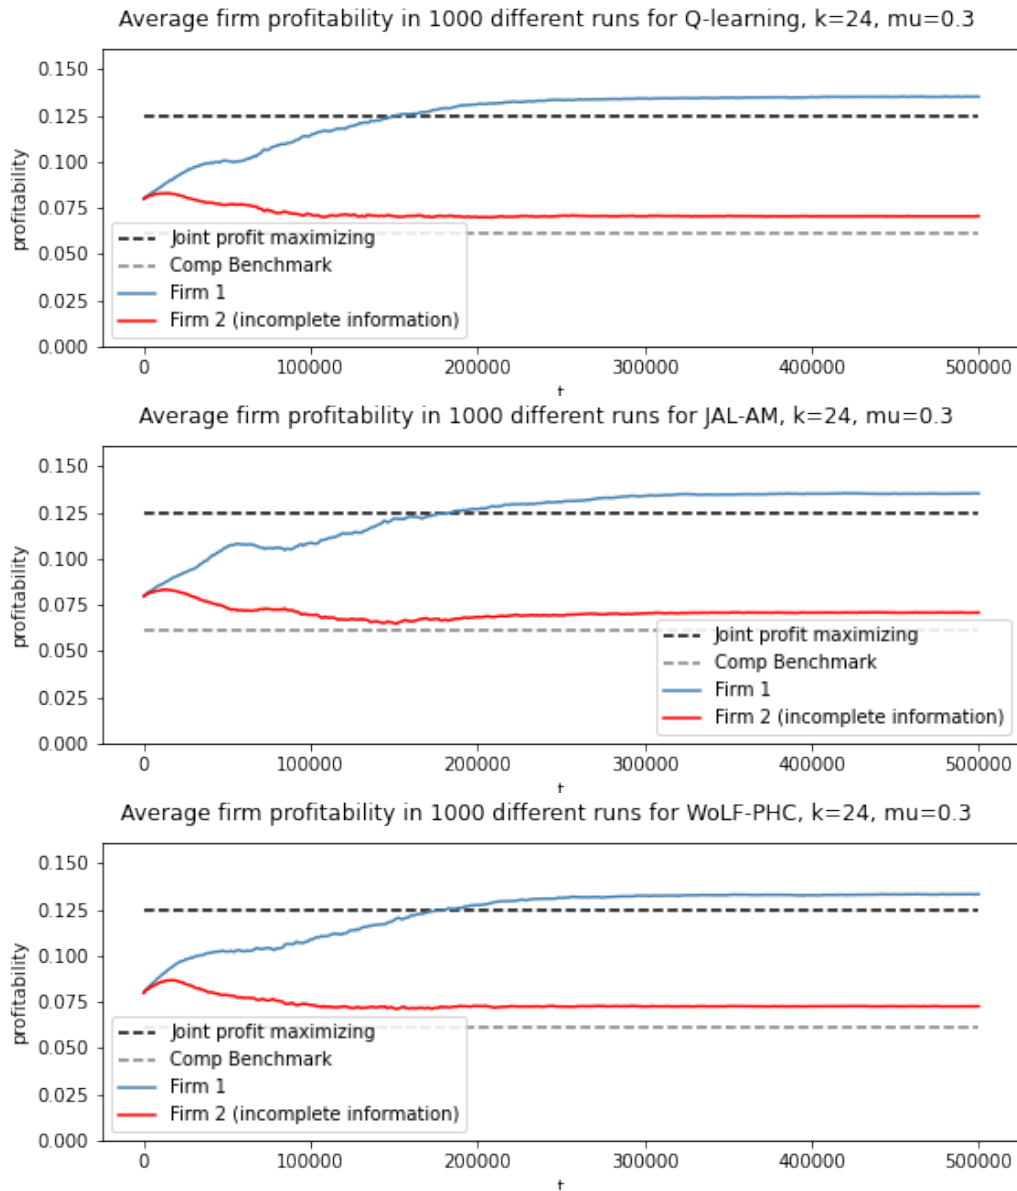 Average firm profitability in 1000 different runs for Q-learning, k=24, mu=0.3
0.150
0.125
0.100
0.075
0.050
0.025
0.000
profitability
Joint profit maximizing
Comp Benchmark
Firm 1
Firm 2 (incomplete information)
0 100000 200000 300000 400000 500000
t
Average firm profitability in 1000 different runs for JAL-AM, k=24, mu=0.3
0.150
0.125
0.100
0.075
0.050
0.025
0.000
profitability
Joint profit maximizing
Comp Benchmark
Firm 1
Firm 2 (incomplete information)
0 100000 200000 300000 400000 500000
t
Average firm profitability in 1000 different runs for WoLF-PHC, k=24, mu=0.3
0.150
0.125
0.100
0.075
0.050
0.025
0.000
profitability
Joint profit maximizing
Comp Benchmark
Firm 1
Firm 2 (incomplete information)
0 100000 200000 300000 400000 500000
t